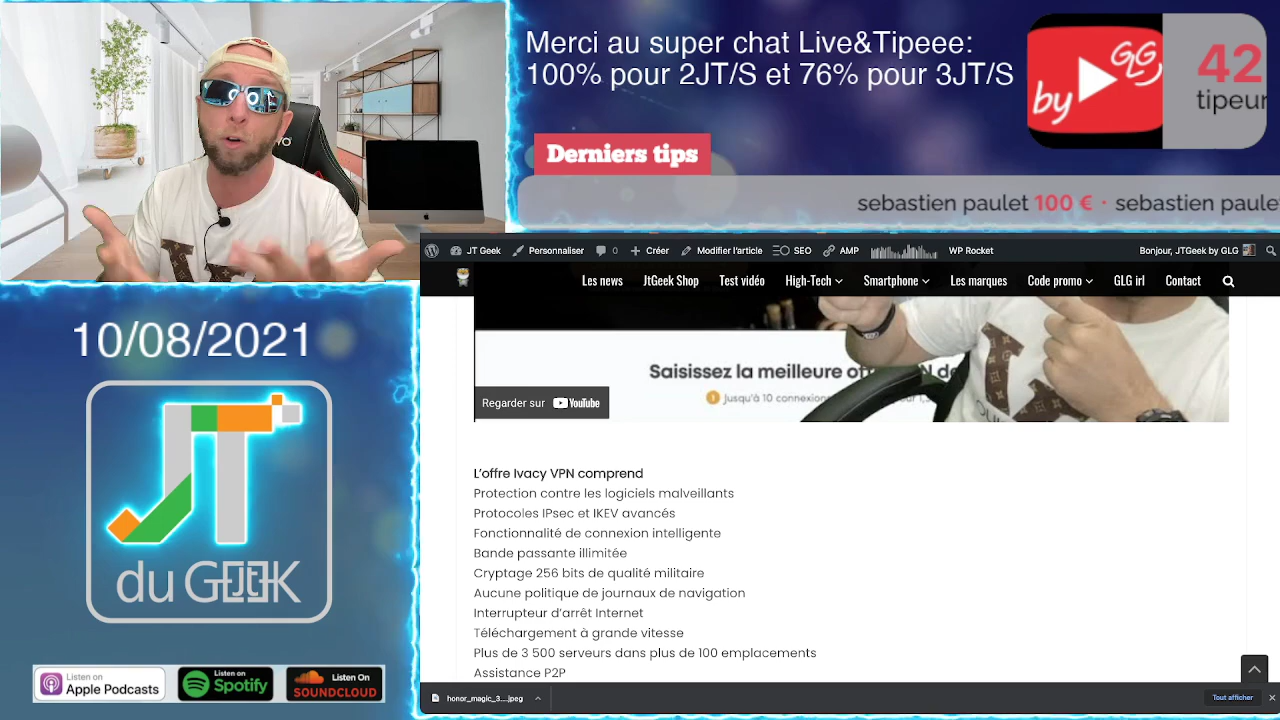 Merci au super chat Live&Tipeee:
100% pour 2JT/S et 76% pour 3JT/S
by GLG
42
tipeur
Derniers tips
sebastien paulet 100 € · sebastien paule
JT Geek Personnaliser 0 Créer Modifier l'article SEO AMP WP Rocket Bonjour, JTGeek by GLG
Les news JtGeek Shop Test vidéo High-Tech Smartphone Les marques Code promo GLG irl Contact
Saisissez la meilleure
Jusqu'à 10
Regarder sur YouTube
10/08/2021
JT
du GEEK
L'offre Ivacy VPN comprend
Protection contre les logiciels malveillants
Protocoles IPsec et IKEV avancés
Fonctionnalité de connexion intelligente
Bande passante illimitée
Cryptage 256 bits de qualité militaire
Aucune politique de journaux de navigation
Interrupteur d'arrêt Internet
Téléchargement à grande vitesse
Plus de 3 500 serveurs dans plus de 100 emplacements
Assistance P2P
Listen on Apple Podcasts
Listen on Spotify
Listen On SOUNDCLOUD
honor_magic_3....jpeg
Tout afficher